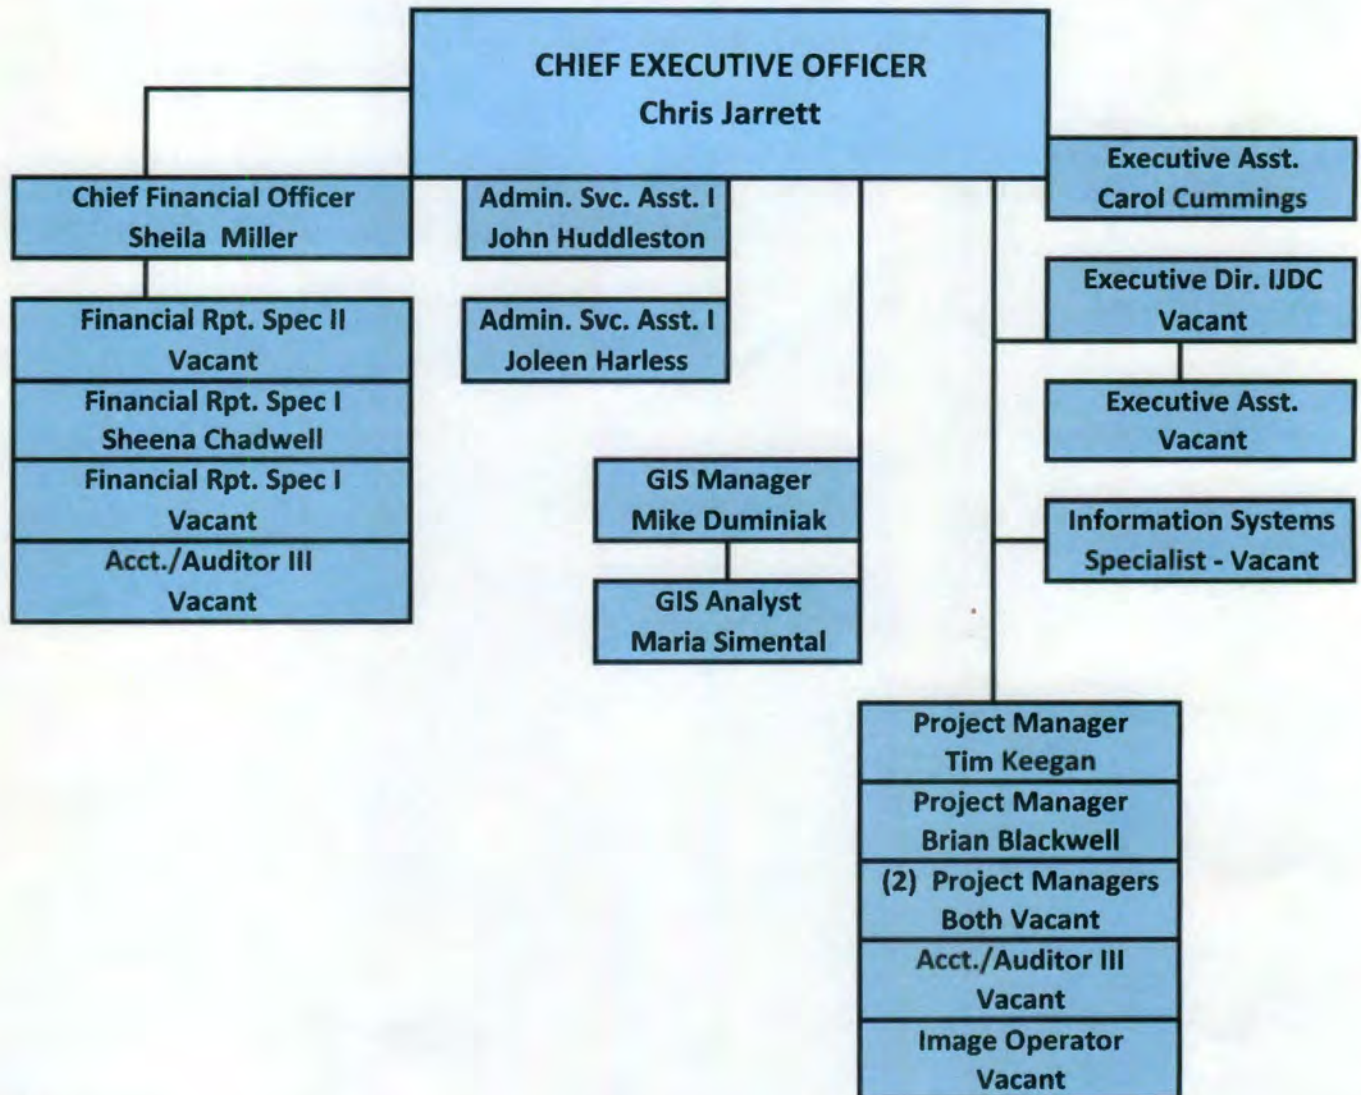 CHIEF EXECUTIVE OFFICER
Chris Jarrett
Executive Asst.
Carol Cummings
Chief Financial Officer
Sheila Miller
Admin. Svc. Asst. I
John Huddleston
Executive Dir. IJDC
Vacant
Financial Rpt. Spec II
Vacant
Admin. Svc. Asst. I
Joleen Harless
Executive Asst.
Vacant
Financial Rpt. Spec I
Sheena Chadwell
Financial Rpt. Spec I
Vacant
GIS Manager
Mike Duminiak
Information Systems
Specialist - Vacant
Acct./Auditor III
Vacant
GIS Analyst
Maria Simental
Project Manager
Tim Keegan
Project Manager
Brian Blackwell
(2) Project Managers
Both Vacant
Acct./Auditor III
Vacant
Image Operator
Vacant